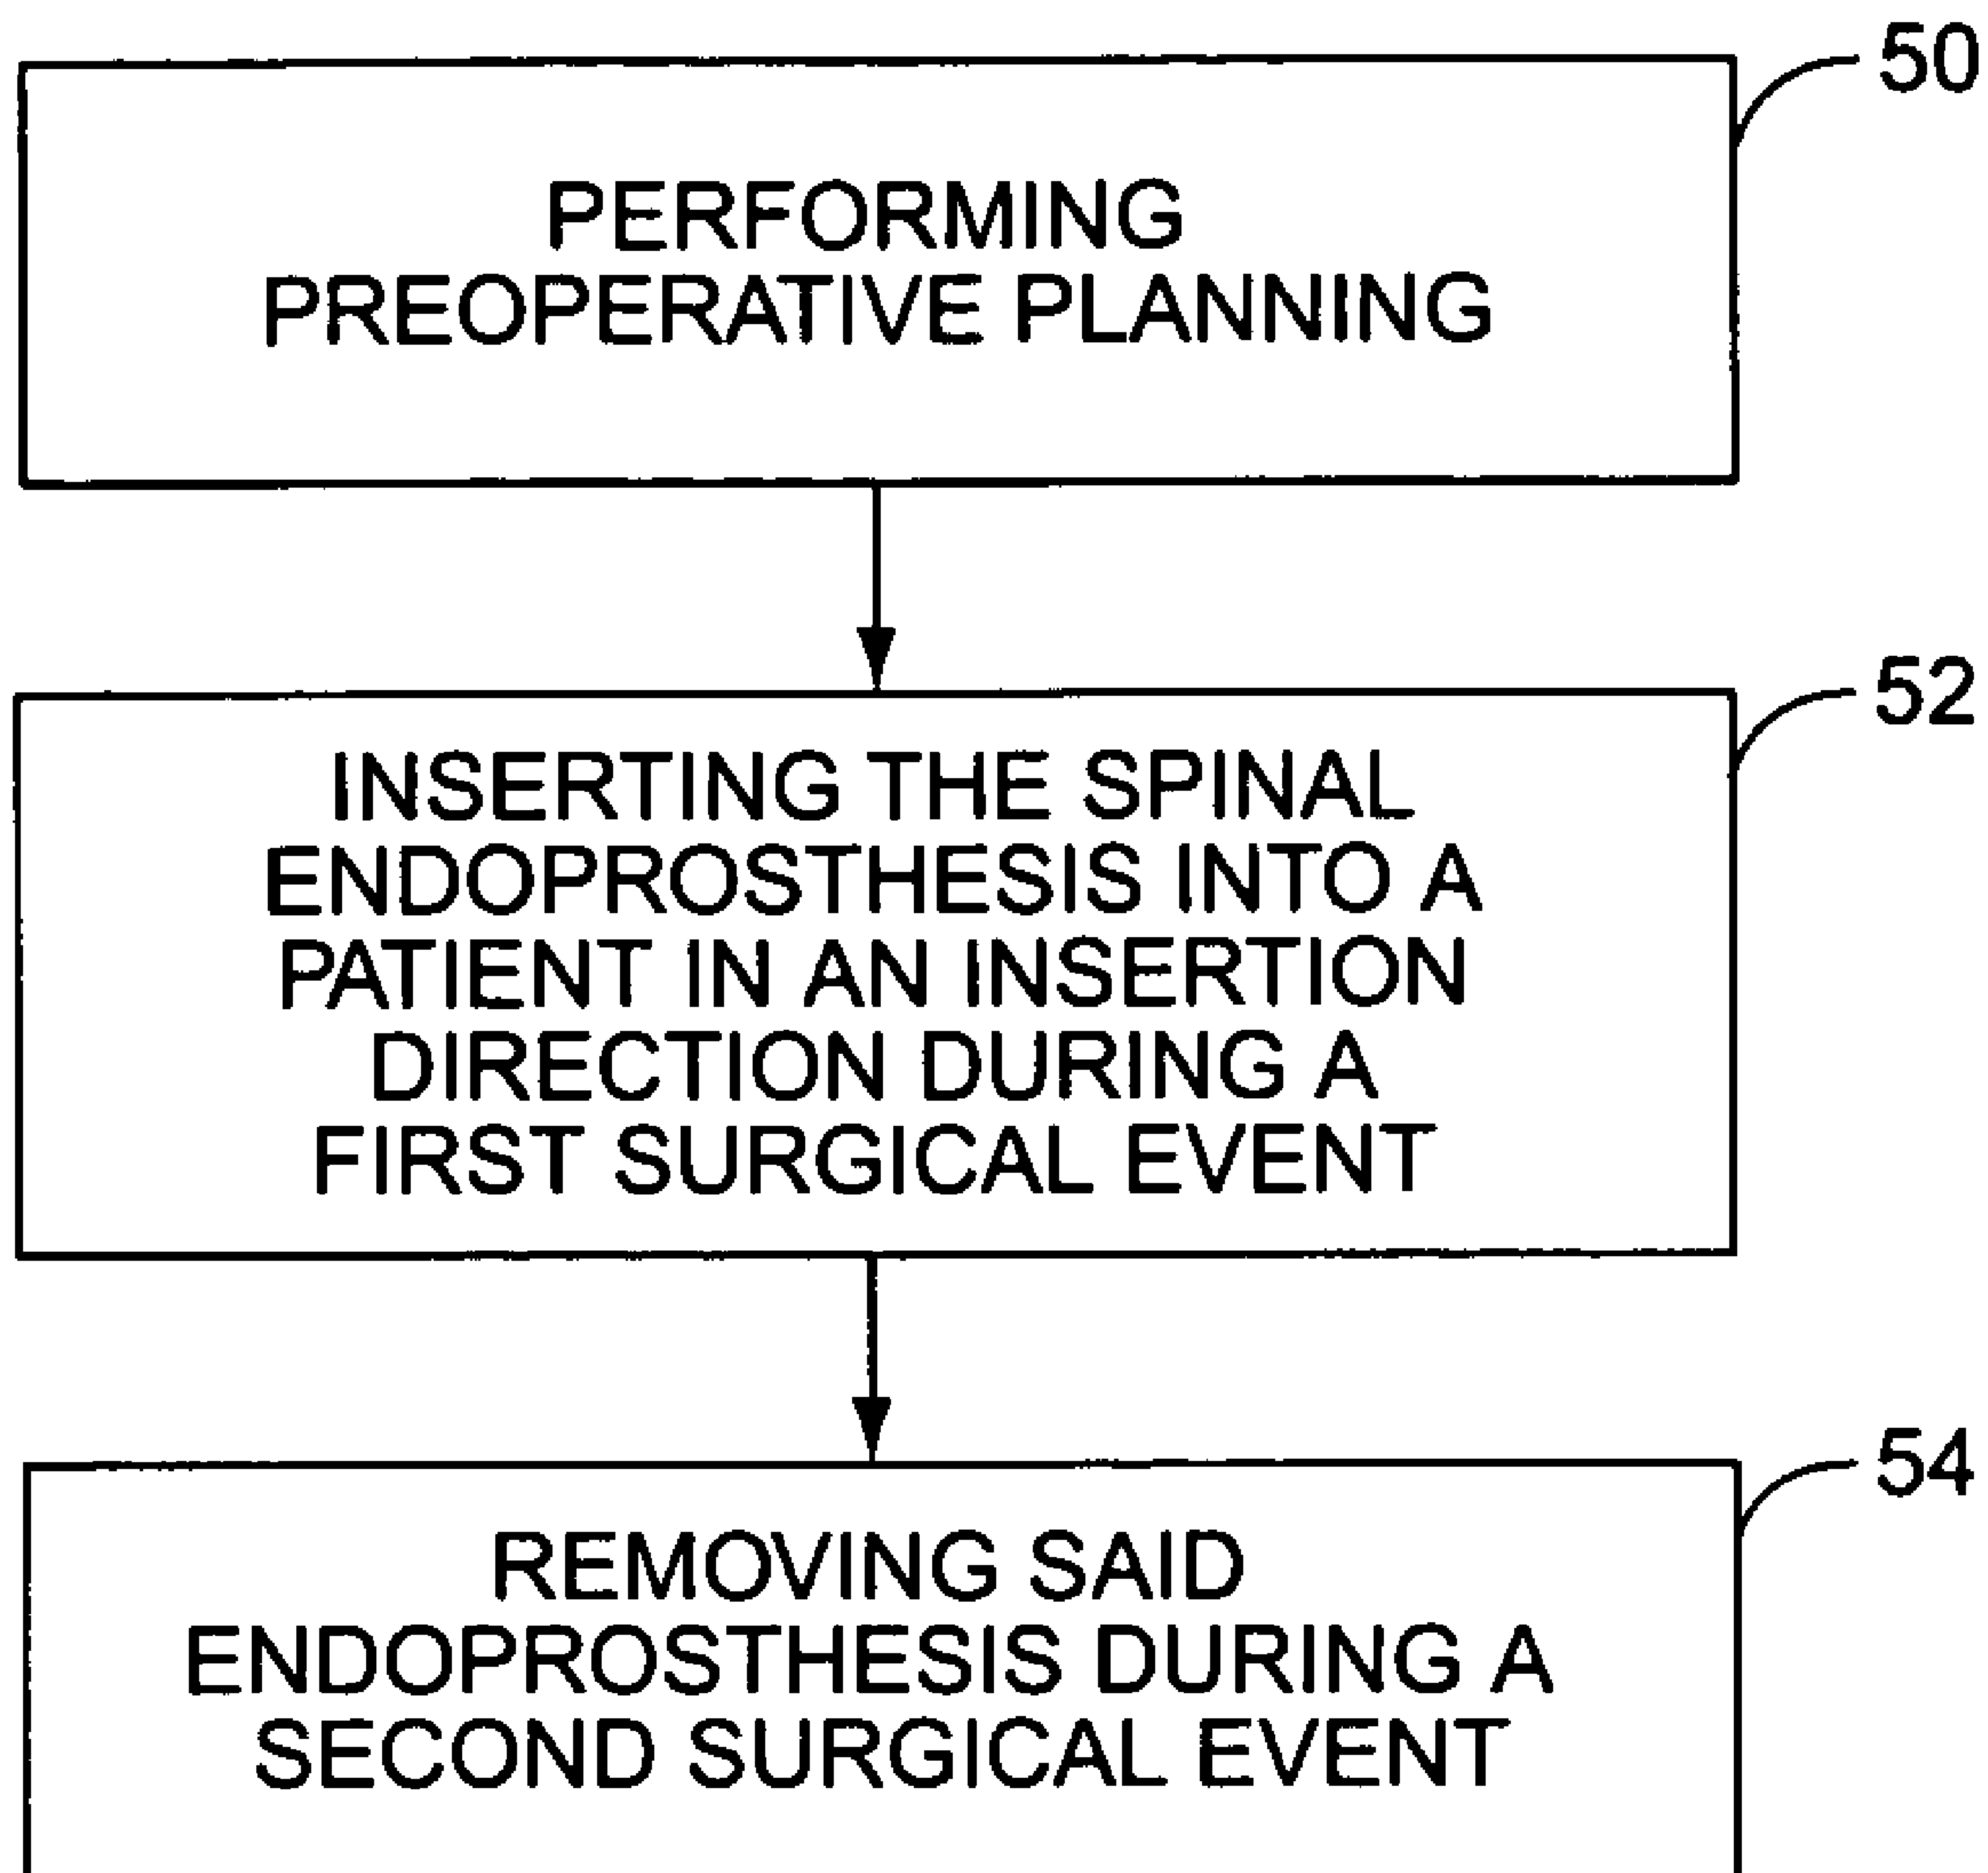 50
PERFORMING
PREOPERATIVE PLANNING
52
INSERTING THE SPINAL
ENDOPROSTHESIS INTO A
PATIENT IN AN INSERTION
DIRECTION DURING A
FIRST SURGICAL EVENT
54
REMOVING SAID
ENDOPROSTHESIS DURING A
SECOND SURGICAL EVENT